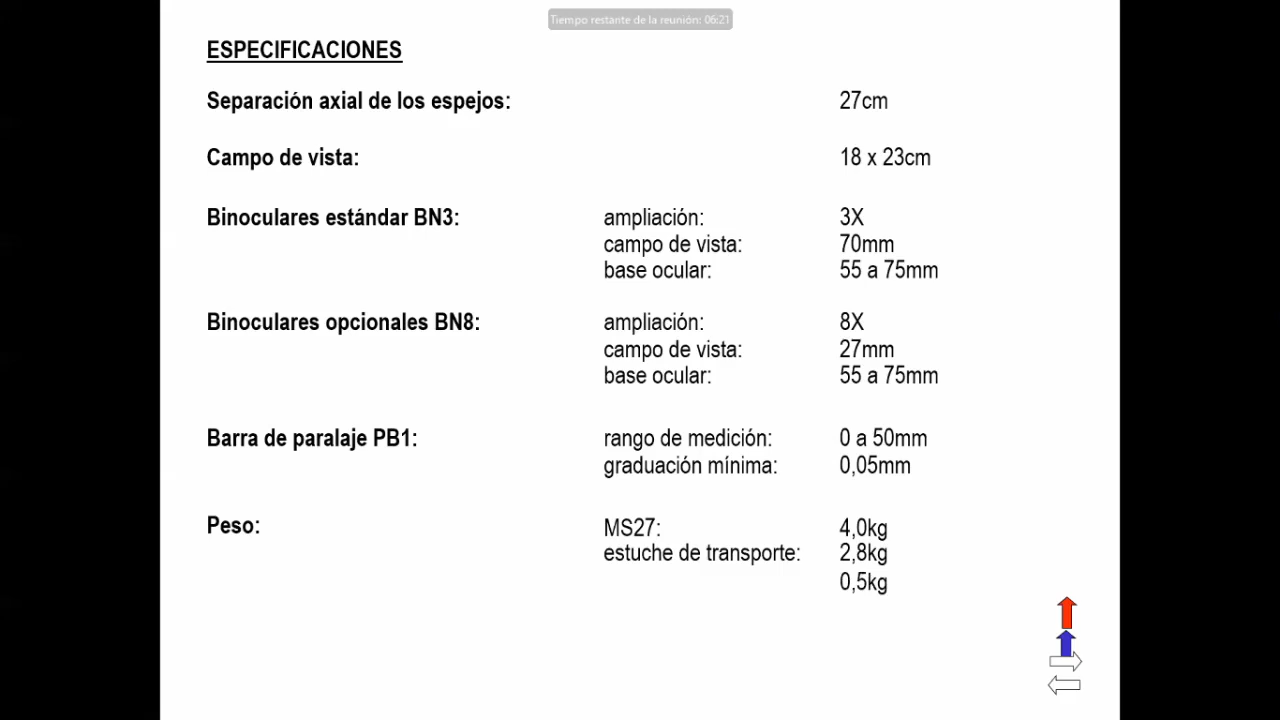 Tiempo restante de la reunión: 06:21
ESPECIFICACIONES
Separación axial de los espejos: 27cm
Campo de vista: 18 x 23cm
Binoculares estándar BN3: ampliación: 3X
campo de vista: 70mm
base ocular: 55 a 75mm
Binoculares opcionales BN8: ampliación: 8X
campo de vista: 27mm
base ocular: 55 a 75mm
Barra de paralaje PB1: rango de medición: 0 a 50mm
graduación mínima: 0,05mm
Peso: MS27: 4,0kg
estuche de transporte: 2,8kg
0,5kg